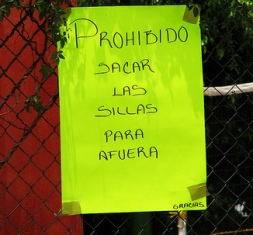 PROHIBIDO
SACAR
LAS
SILLAS
PARA
AFUERA
GRACIAS